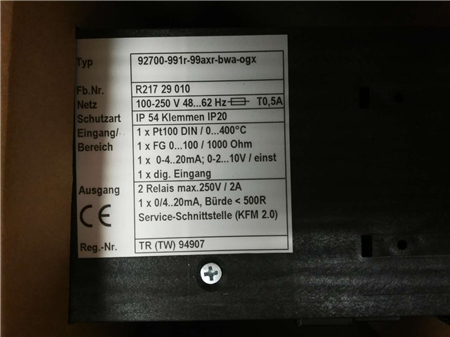 Typ 92700-991r-99axr-bwa-ogx
Fb.Nr. R217 29 010
Netz 100-250 V 48...62 Hz T0,5A
Schutzart IP 54 Klemmen IP20
Eingang/ 1 x Pt100 DIN / 0...400°C
Bereich 1 x FG 0...100 / 1000 Ohm
1 x 0-4..20mA; 0-2...10V / einst
1 x dig. Eingang
Ausgang 2 Relais max.250V / 2A
1 x 0/4..20mA, Bürde < 500R
CE Service-Schnittstelle (KFM 2.0)
Reg.-Nr. TR (TW) 94907